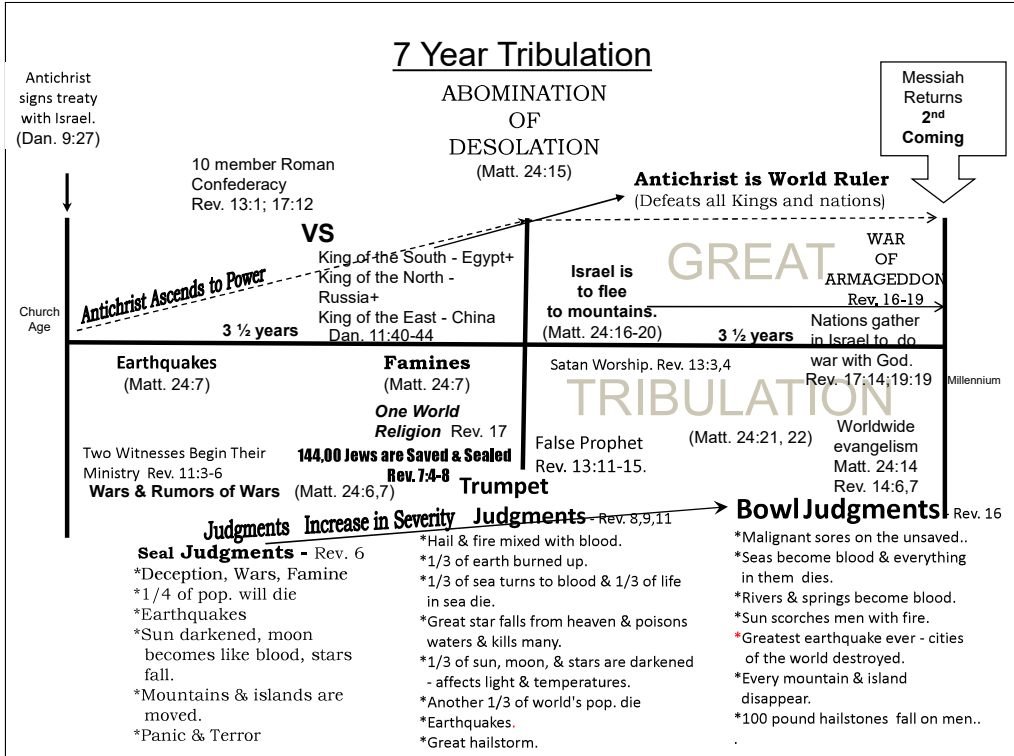 7 Year Tribulation
Antichrist
signs treaty
with Israel.
(Dan. 9:27)
ABOMINATION
OF
DESOLATION
(Matt. 24:15)
Messiah
Returns
2nd
Coming
10 member Roman
Confederacy
Rev. 13:1; 17:12
Antichrist is World Ruler
(Defeats all Kings and nations)
VS
King of the South - Egypt+
King of the North -
Russia+
King of the East - China
Dan. 11:40-44
Antichrist Ascends to Power
Church
Age
3 ½ years
GREAT
Israel is
to flee
to mountains.
(Matt. 24:16-20)
3 ½ years
WAR
OF
ARMAGEDDON
Rev. 16-19
Nations gather
in Israel to do
war with God.
Rev. 17:14;19:19
Millennium
Earthquakes
(Matt. 24:7)
Famines
(Matt. 24:7)
One World
Religion Rev. 17
Satan Worship. Rev. 13:3,4
TRIBULATION
(Matt. 24:21, 22)
Two Witnesses Begin Their
Ministry Rev. 11:3-6
144,00 Jews are Saved & Sealed
Rev. 7:4-8
False Prophet
Rev. 13:11-15.
Worldwide
evangelism
Matt. 24:14
Rev. 14:6,7
Wars & Rumors of Wars (Matt. 24:6,7)
Judgments Increase in Severity
Seal Judgments - Rev. 6
*Deception, Wars, Famine
*1/4 of pop. will die
*Earthquakes
*Sun darkened, moon
becomes like blood, stars
fall.
*Mountains & islands are
moved.
*Panic & Terror
Trumpet
Judgments - Rev. 8,9,11
*Hail & fire mixed with blood.
*1/3 of earth burned up.
*1/3 of sea turns to blood & 1/3 of life
in sea die.
*Great star falls from heaven & poisons
waters & kills many.
*1/3 of sun, moon, & stars are darkened
- affects light & temperatures.
*Another 1/3 of world's pop. die
*Earthquakes.
*Great hailstorm.
Bowl Judgments - Rev. 16
*Malignant sores on the unsaved..
*Seas become blood & everything
in them dies.
*Rivers & springs become blood.
*Sun scorches men with fire.
*Greatest earthquake ever - cities
of the world destroyed.
*Every mountain & island
disappear.
*100 pound hailstones fall on men..
.